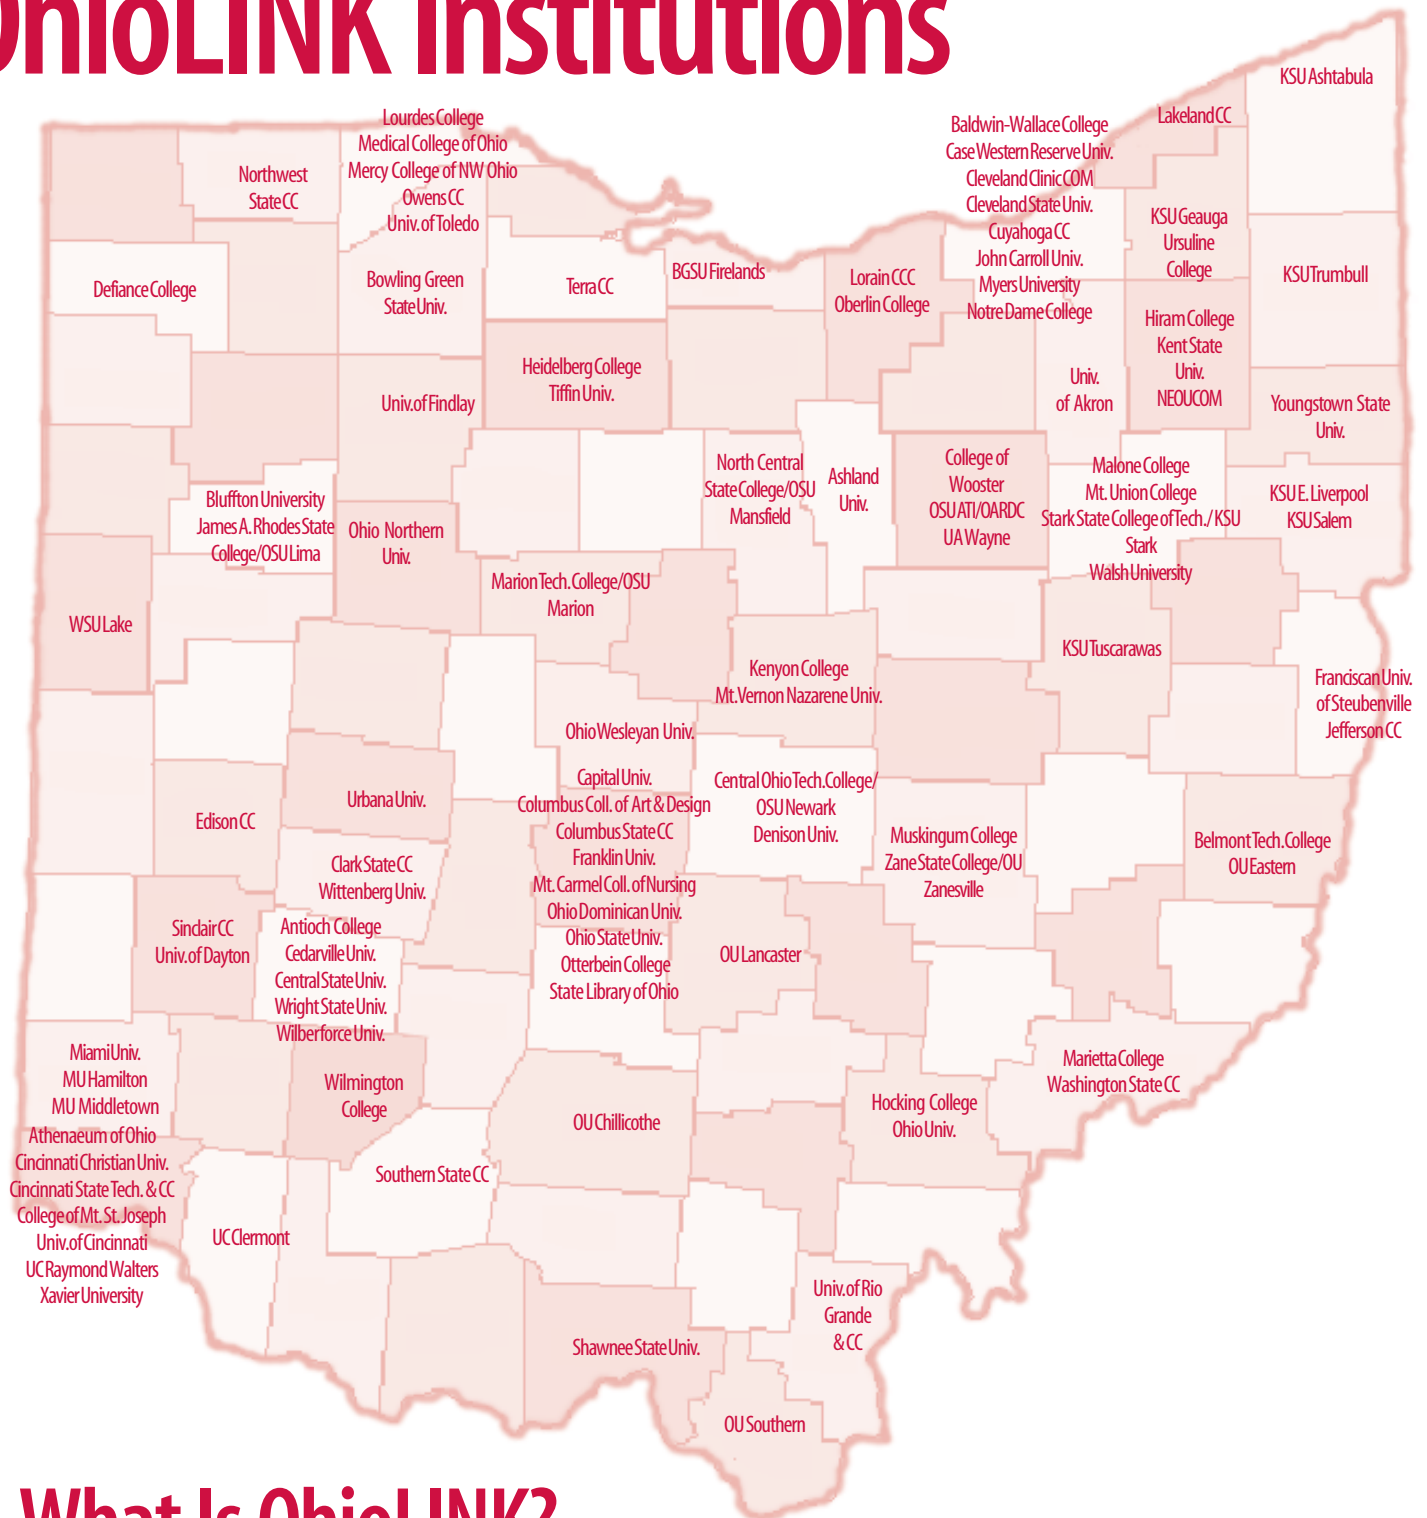 OhioLINK Institutions
KSU Ashtabula
Lakeland CC
Lourdes College
Medical College of Ohio
Mercy College of NW Ohio
Owens CC
Univ. of Toledo
Baldwin-Wallace College
Case Western Reserve Univ.
Cleveland Clinic COM
Cleveland State Univ.
Cuyahoga CC
John Carroll Univ.
Myers University
Notre Dame College
Northwest
State CC
KSU Geauga
Ursuline
College
Defiance College
Bowling Green
State Univ.
Terra CC
BGSU Firelands
Lorain CCC
Oberlin College
KSU Trumbull
Hiram College
Kent State
Univ.
NEOUCOM
Heidelberg College
Tiffin Univ.
Univ. of Findlay
Univ.
of Akron
Youngstown State
Univ.
North Central
State College/OSU
Mansfield
Ashland
Univ.
College of
Wooster
OSU ATI/OARDC
UA Wayne
Malone College
Mt. Union College
Stark State College of Tech./ KSU
Stark
Walsh University
KSU E. Liverpool
KSU Salem
Bluffton University
James A. Rhodes State
College/OSU Lima
Ohio Northern
Univ.
Marion Tech. College/OSU
Marion
WSU Lake
KSU Tuscarawas
Kenyon College
Mt. Vernon Nazarene Univ.
Franciscan Univ.
of Steubenville
Jefferson CC
Ohio Wesleyan Univ.
Capital Univ.
Columbus Coll. of Art & Design
Columbus State CC
Franklin Univ.
Mt. Carmel Coll. of Nursing
Ohio Dominican Univ.
Ohio State Univ.
Otterbein College
State Library of Ohio
Central Ohio Tech. College/
OSU Newark
Denison Univ.
Urbana Univ.
Edison CC
Muskingum College
Zane State College/OU
Zanesville
Belmont Tech. College
OU Eastern
Clark State CC
Wittenberg Univ.
Sinclair CC
Univ. of Dayton
Antioch College
Cedarville Univ.
Central State Univ.
Wright State Univ.
Wilberforce Univ.
OU Lancaster
Miami Univ.
MU Hamilton
MU Middletown
Athenaeum of Ohio
Cincinnati Christian Univ.
Cincinnati State Tech. & CC
College of Mt. St. Joseph
Univ. of Cincinnati
UC Raymond Walters
Xavier University
Wilmington
College
Marietta College
Washington State CC
Hocking College
Ohio Univ.
OU Chillicothe
Southern State CC
UC Clermont
Univ. of Rio
Grande
& CC
Shawnee State Univ.
OU Southern
What Is OhioLINK?